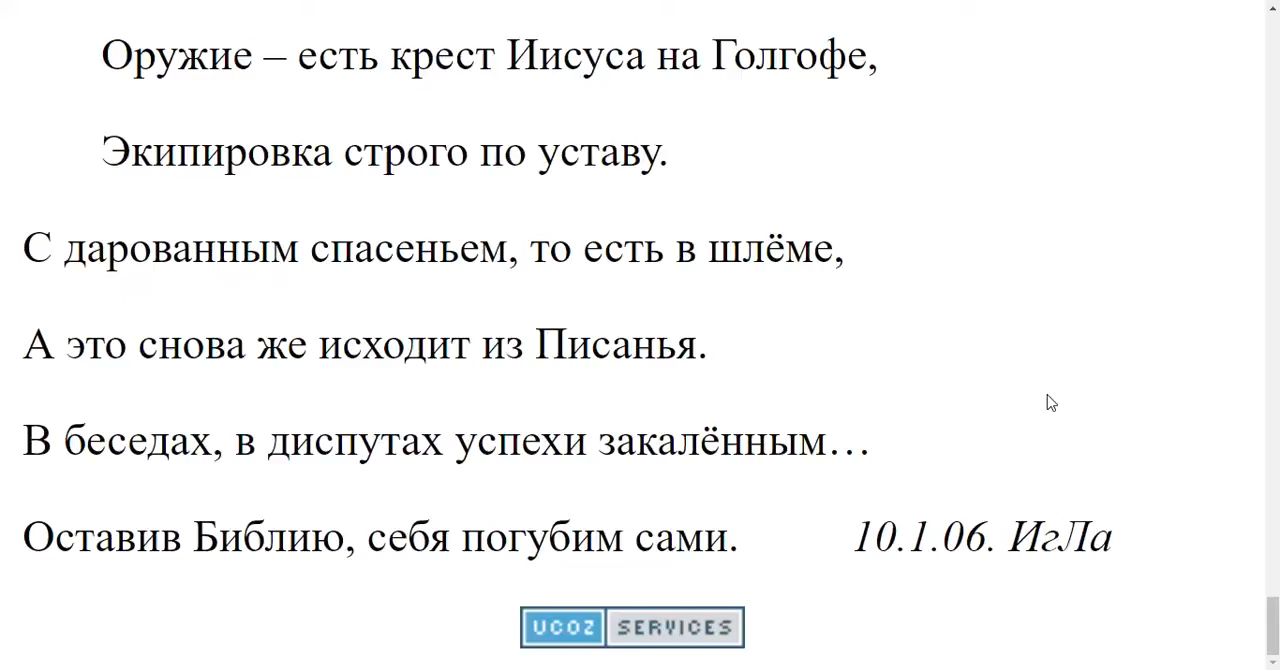 Оружие – есть крест Иисуса на Голгофе,
Экипировка строго по уставу.
С дарованным спасеньем, то есть в шлёме,
А это снова же исходит из Писанья.
В беседах, в диспутах успехи закалённым…
Оставив Библию, себя погубим сами. 10.1.06. ИгЛа
UCOZ SERVICES